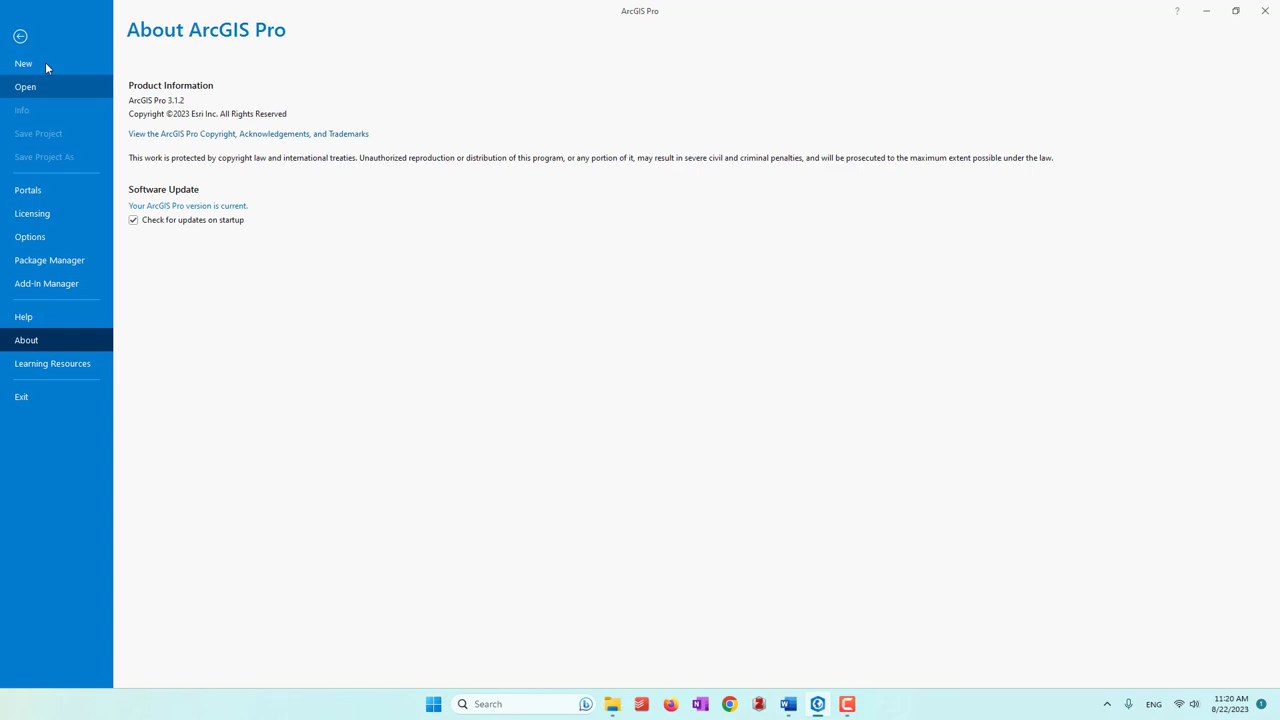 ArcGIS Pro
About ArcGIS Pro
New
Open
Info
Save Project
Save Project As
Portals
Licensing
Options
Package Manager
Add-In Manager
Help
About
Learning Resources
Exit
Product Information
ArcGIS Pro 3.1.2
Copyright ©2023 Esri Inc. All Rights Reserved
View the ArcGIS Pro Copyright, Acknowledgements, and Trademarks
This work is protected by copyright law and international treaties. Unauthorized reproduction or distribution of this program, or any portion of it, may result in severe civil and criminal penalties, and will be prosecuted to the maximum extent possible under the law.
Software Update
Your ArcGIS Pro version is current.
Check for updates on startup
Search
ENG
11:20 AM
8/22/2023